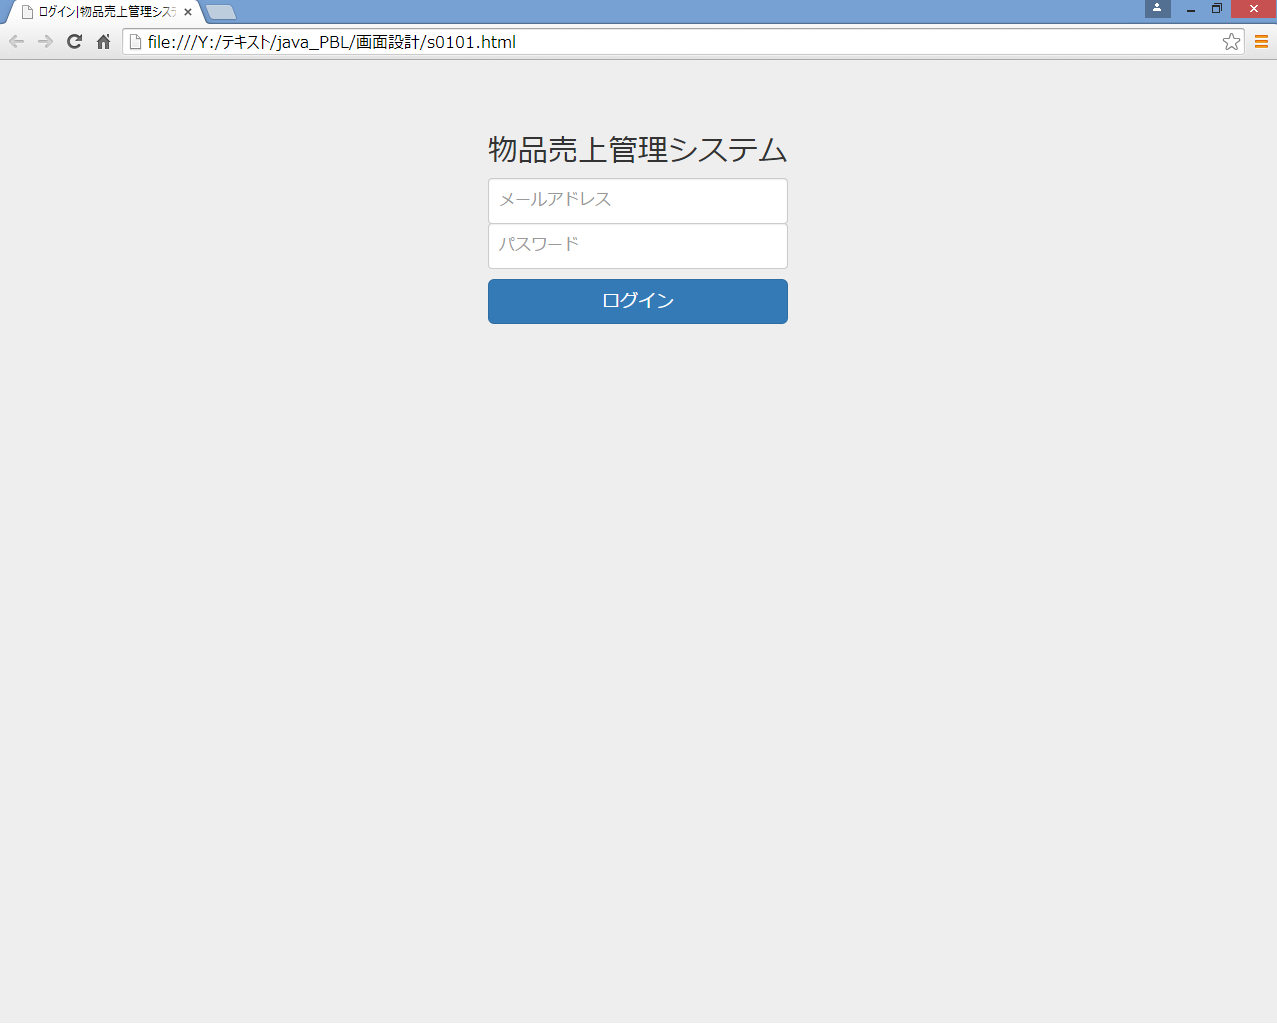 ログイン|物品売上管理システ
file:///Y:/テキスト/java_PBL/画面設計/s0101.html
物品売上管理システム
メールアドレス
パスワード
ログイン